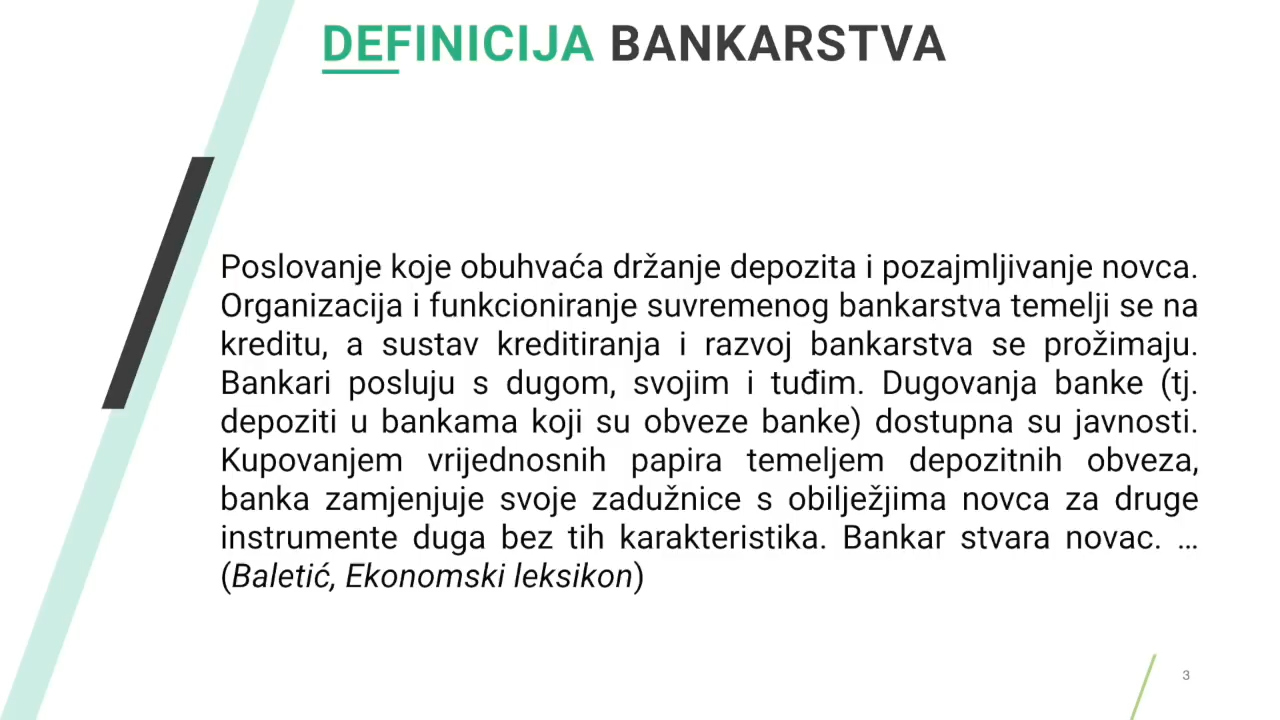 DEFINICIJA BANKARSTVA
Poslovanje koje obuhvaća držanje depozita i pozajmljivanje novca.
Organizacija i funkcioniranje suvremenog bankarstva temelji se na
kreditu, a sustav kreditiranja i razvoj bankarstva se prožimaju.
Bankari posluju s dugom, svojim i tuđim. Dugovanja banke (tj.
depoziti u bankama koji su obveze banke) dostupna su javnosti.
Kupovanjem vrijednosnih papira temeljem depozitnih obveza,
banka zamjenjuje svoje zadužnice s obilježjima novca za druge
instrumente duga bez tih karakteristika. Bankar stvara novac. …
(Baletić, Ekonomski leksikon)
3